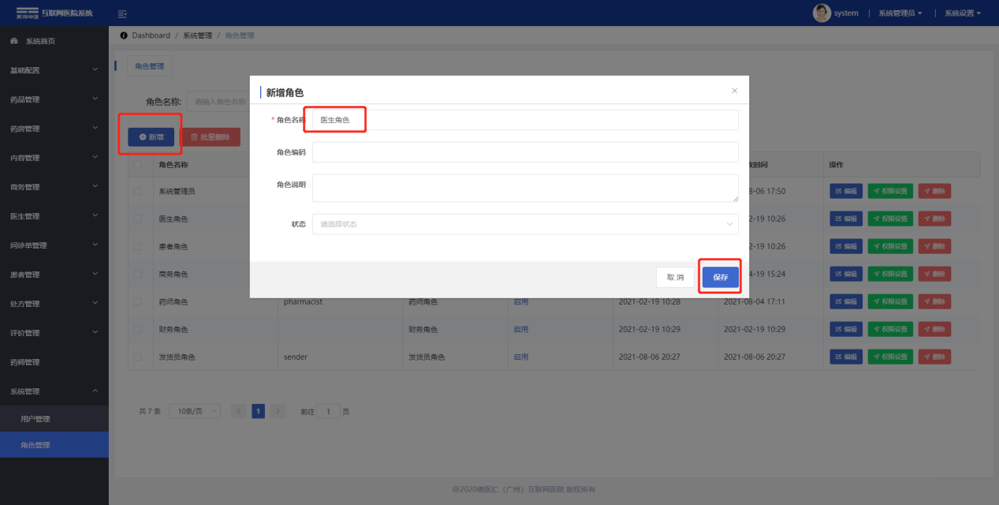 互联网医院系统
system | 系统管理员 | 系统设置
系统首页
基础配置
药品管理
药房管理
内容管理
商务管理
医生管理
问诊单管理
患者管理
处方管理
评价管理
药师管理
系统管理
用户管理
角色管理
Dashboard / 系统管理 / 角色管理
角色管理
角色名称: 请输入角色名称
新增 批量删除
角色名称 操作
系统管理员 8-06 17:50 编辑 权限设置 删除
医生角色 2-19 10:26 编辑 权限设置 删除
患者角色 2-19 10:26 编辑 权限设置 删除
商务角色 4-19 15:24 编辑 权限设置 删除
药师角色 pharmacist 药师角色 启用 2021-02-19 10:28 2021-08-04 17:11 编辑 权限设置 删除
财务角色 财务角色 启用 2021-02-19 10:29 2021-02-19 10:29 编辑 权限设置 删除
发货员角色 sender 发货员角色 启用 2021-08-06 20:27 2021-08-06 20:27 编辑 权限设置 删除
共 7 条 10条/页 1 前往 1 页
新增角色
* 角色名称 医生角色
角色编码
角色说明
状态 请选择状态
取 消 保存
@2020德医汇（广州）互联网医院 版权所有